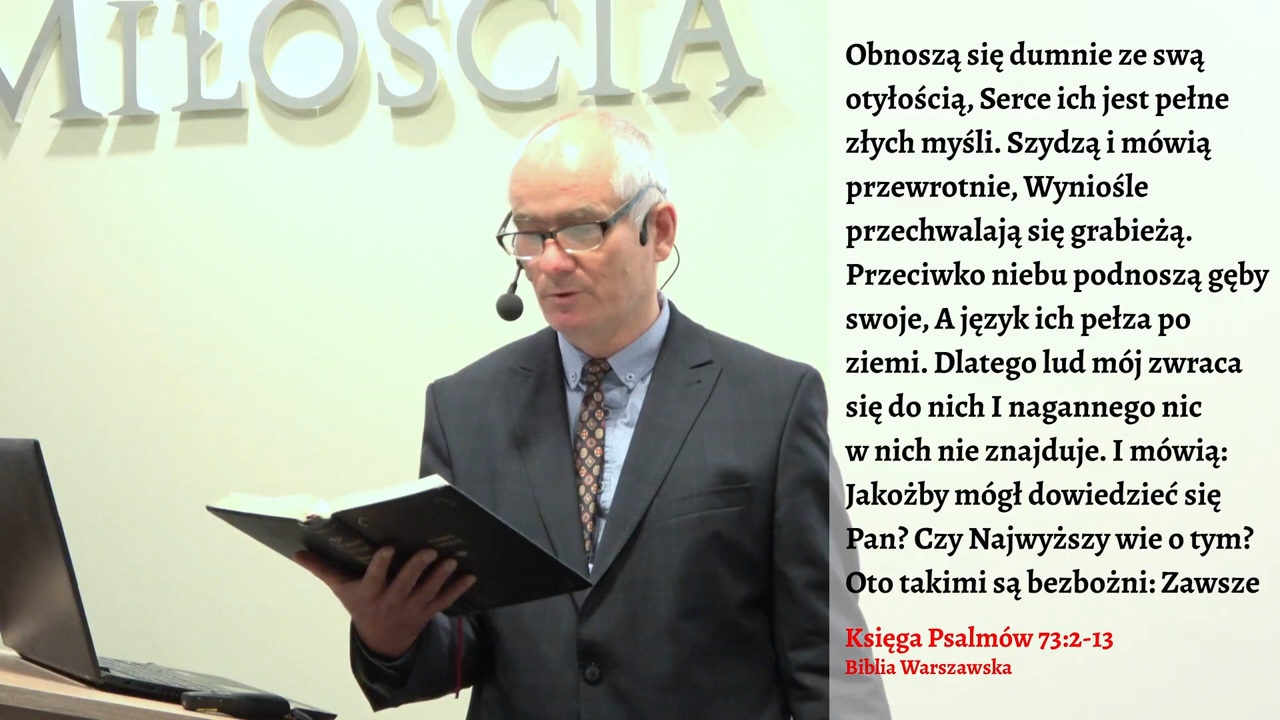 MIŁOŚCIĄ
Obnoszą się dumnie ze swą
otyłością, Serce ich jest pełne
złych myśli. Szydzą i mówią
przewrotnie, Wyniośle
przechwalają się grabieżą.
Przeciwko niebu podnoszą gęby
swoje, A język ich pełza po
ziemi. Dlatego lud mój zwraca
się do nich I nagannego nic
w nich nie znajduje. I mówią:
Jakożby mógł dowiedzieć się
Pan? Czy Najwyższy wie o tym?
Oto takimi są bezbożni: Zawsze
Księga Psalmów 73:2-13
Biblia Warszawska